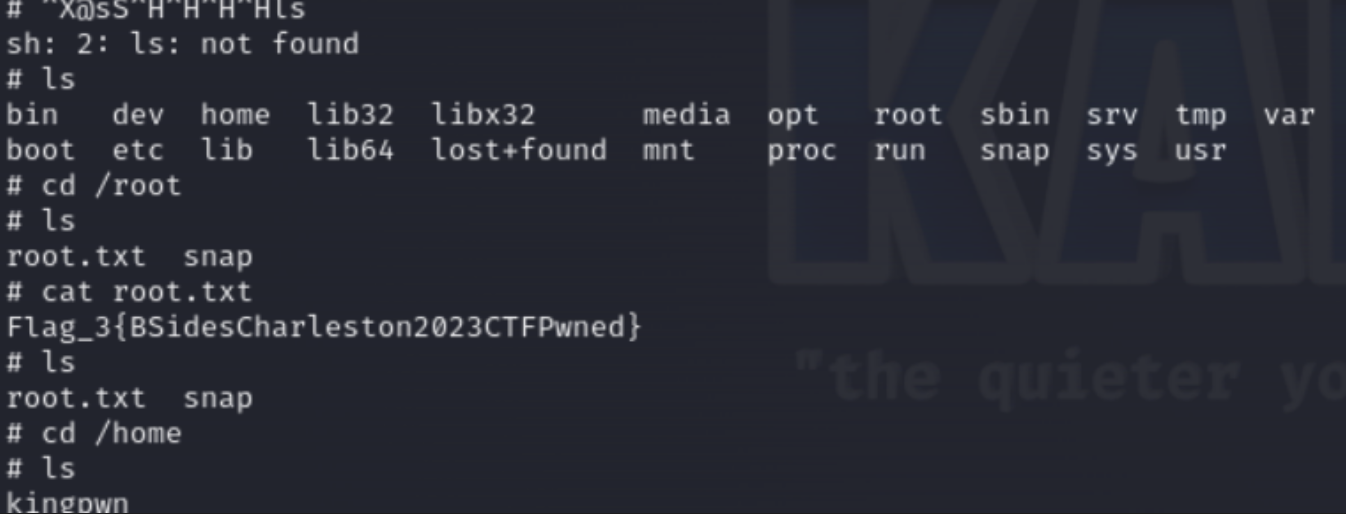 # ^X@sS^H^H^H^Hls
sh: 2: ls: not found
# ls
bin dev home lib32 libx32 media opt root sbin srv tmp var
boot etc lib lib64 lost+found mnt proc run snap sys usr
# cd /root
# ls
root.txt snap
# cat root.txt
Flag_3{BSidesCharleston2023CTFPwned}
# ls
root.txt snap
# cd /home
# ls
kingpwn
KA
"the quieter yo